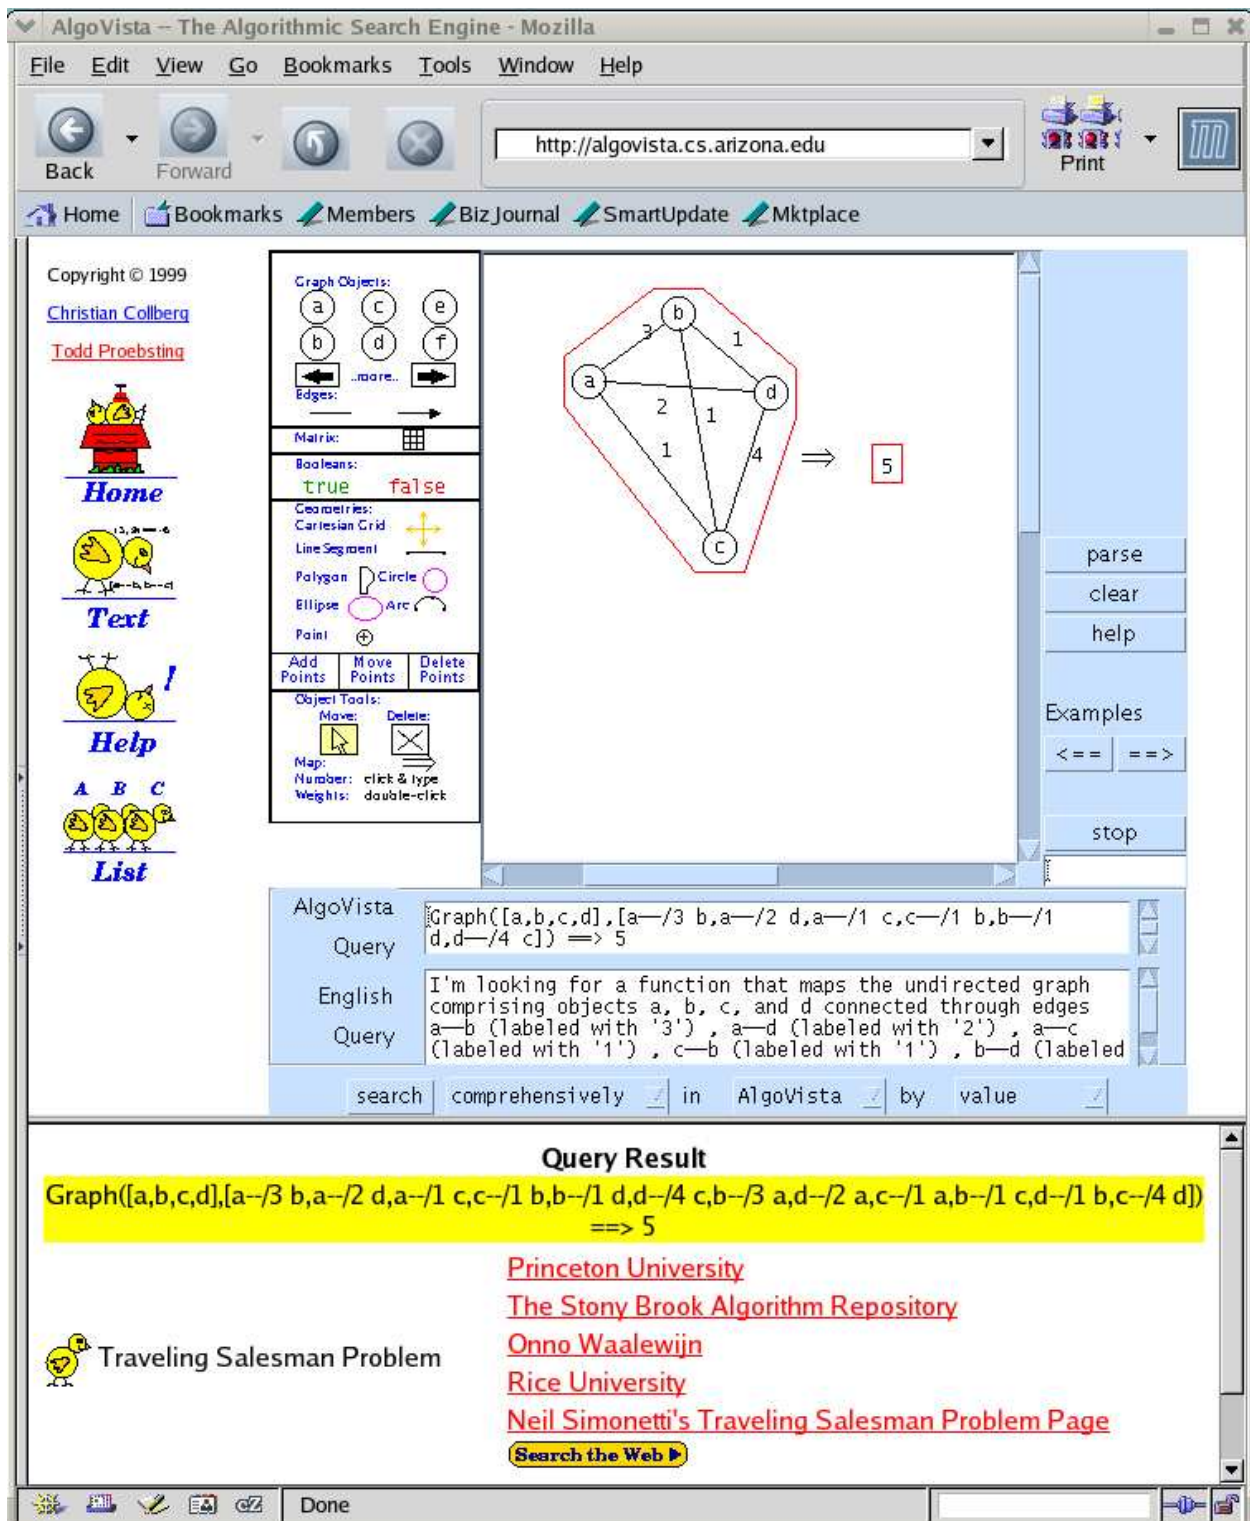 AlgoVista -- The Algorithmic Search Engine - Mozilla
File Edit View Go Bookmarks Tools Window Help
Back Forward http://algovista.cs.arizona.edu Print
Home Bookmarks Members Biz Journal SmartUpdate Mktplace
Copyright © 1999
Christian Collberg
Todd Proebsting
Home
Text
Help
!
A B C
List
Graph Objects:
a c e
b d f
..more..
Edges:
Matrix:
Booleans:
true false
Geometries:
Cartesian Grid
Line Segment
Polygon Circle
Ellipse Arc
Point
Add Points Move Points Delete Points
Object Tools:
Move: Delete:
Map:
Number: click & type
Weights: double-click
b
3 1
a d
2 1
1 4 ⇒ 5
c
parse
clear
help
Examples
<== ==>
stop
AlgoVista Query
Graph([a,b,c,d],[a—/3 b,a—/2 d,a—/1 c,c—/1 b,b—/1
d,d—/4 c]) ==> 5
English Query
I'm looking for a function that maps the undirected graph
comprising objects a, b, c, and d connected through edges
a—b (labeled with '3') , a—d (labeled with '2') , a—c
(labeled with '1') , c—b (labeled with '1') , b—d (labeled
search comprehensively in AlgoVista by value
Query Result
Graph([a,b,c,d],[a--/3 b,a--/2 d,a--/1 c,c--/1 b,b--/1 d,d--/4 c,b--/3 a,d--/2 a,c--/1 a,b--/1 c,d--/1 b,c--/4 d])
==> 5
Traveling Salesman Problem
Princeton University
The Stony Brook Algorithm Repository
Onno Waalewijn
Rice University
Neil Simonetti's Traveling Salesman Problem Page
Search the Web
Done